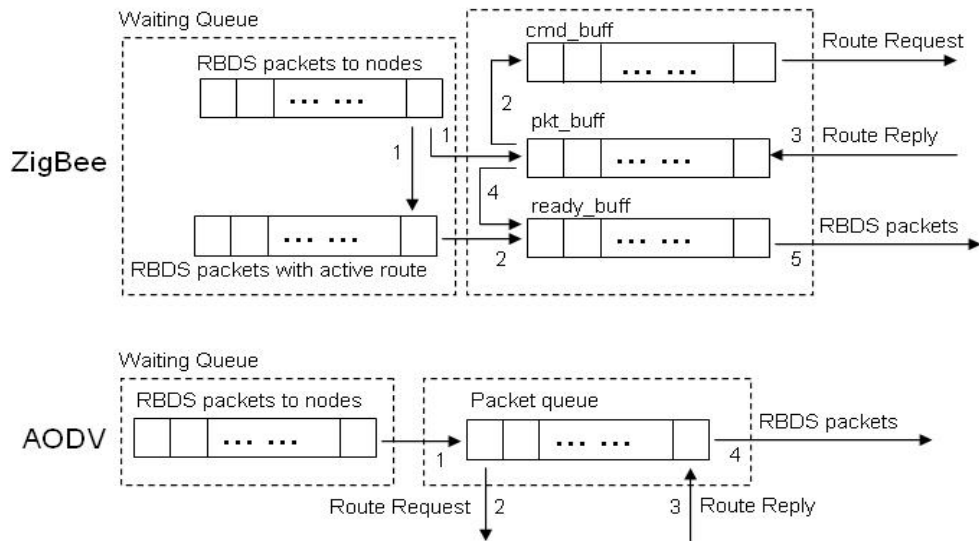 Waiting Queue
RBDS packets to nodes
... ...
1
1
RBDS packets with active route
... ...
ZigBee
cmd_buff
... ...
Route Request
2
pkt_buff
... ...
3
Route Reply
4
ready_buff
... ...
2
5
RBDS packets
Waiting Queue
RBDS packets to nodes
... ...
AODV
1
Packet queue
... ...
4
RBDS packets
Route Request
2
3
Route Reply